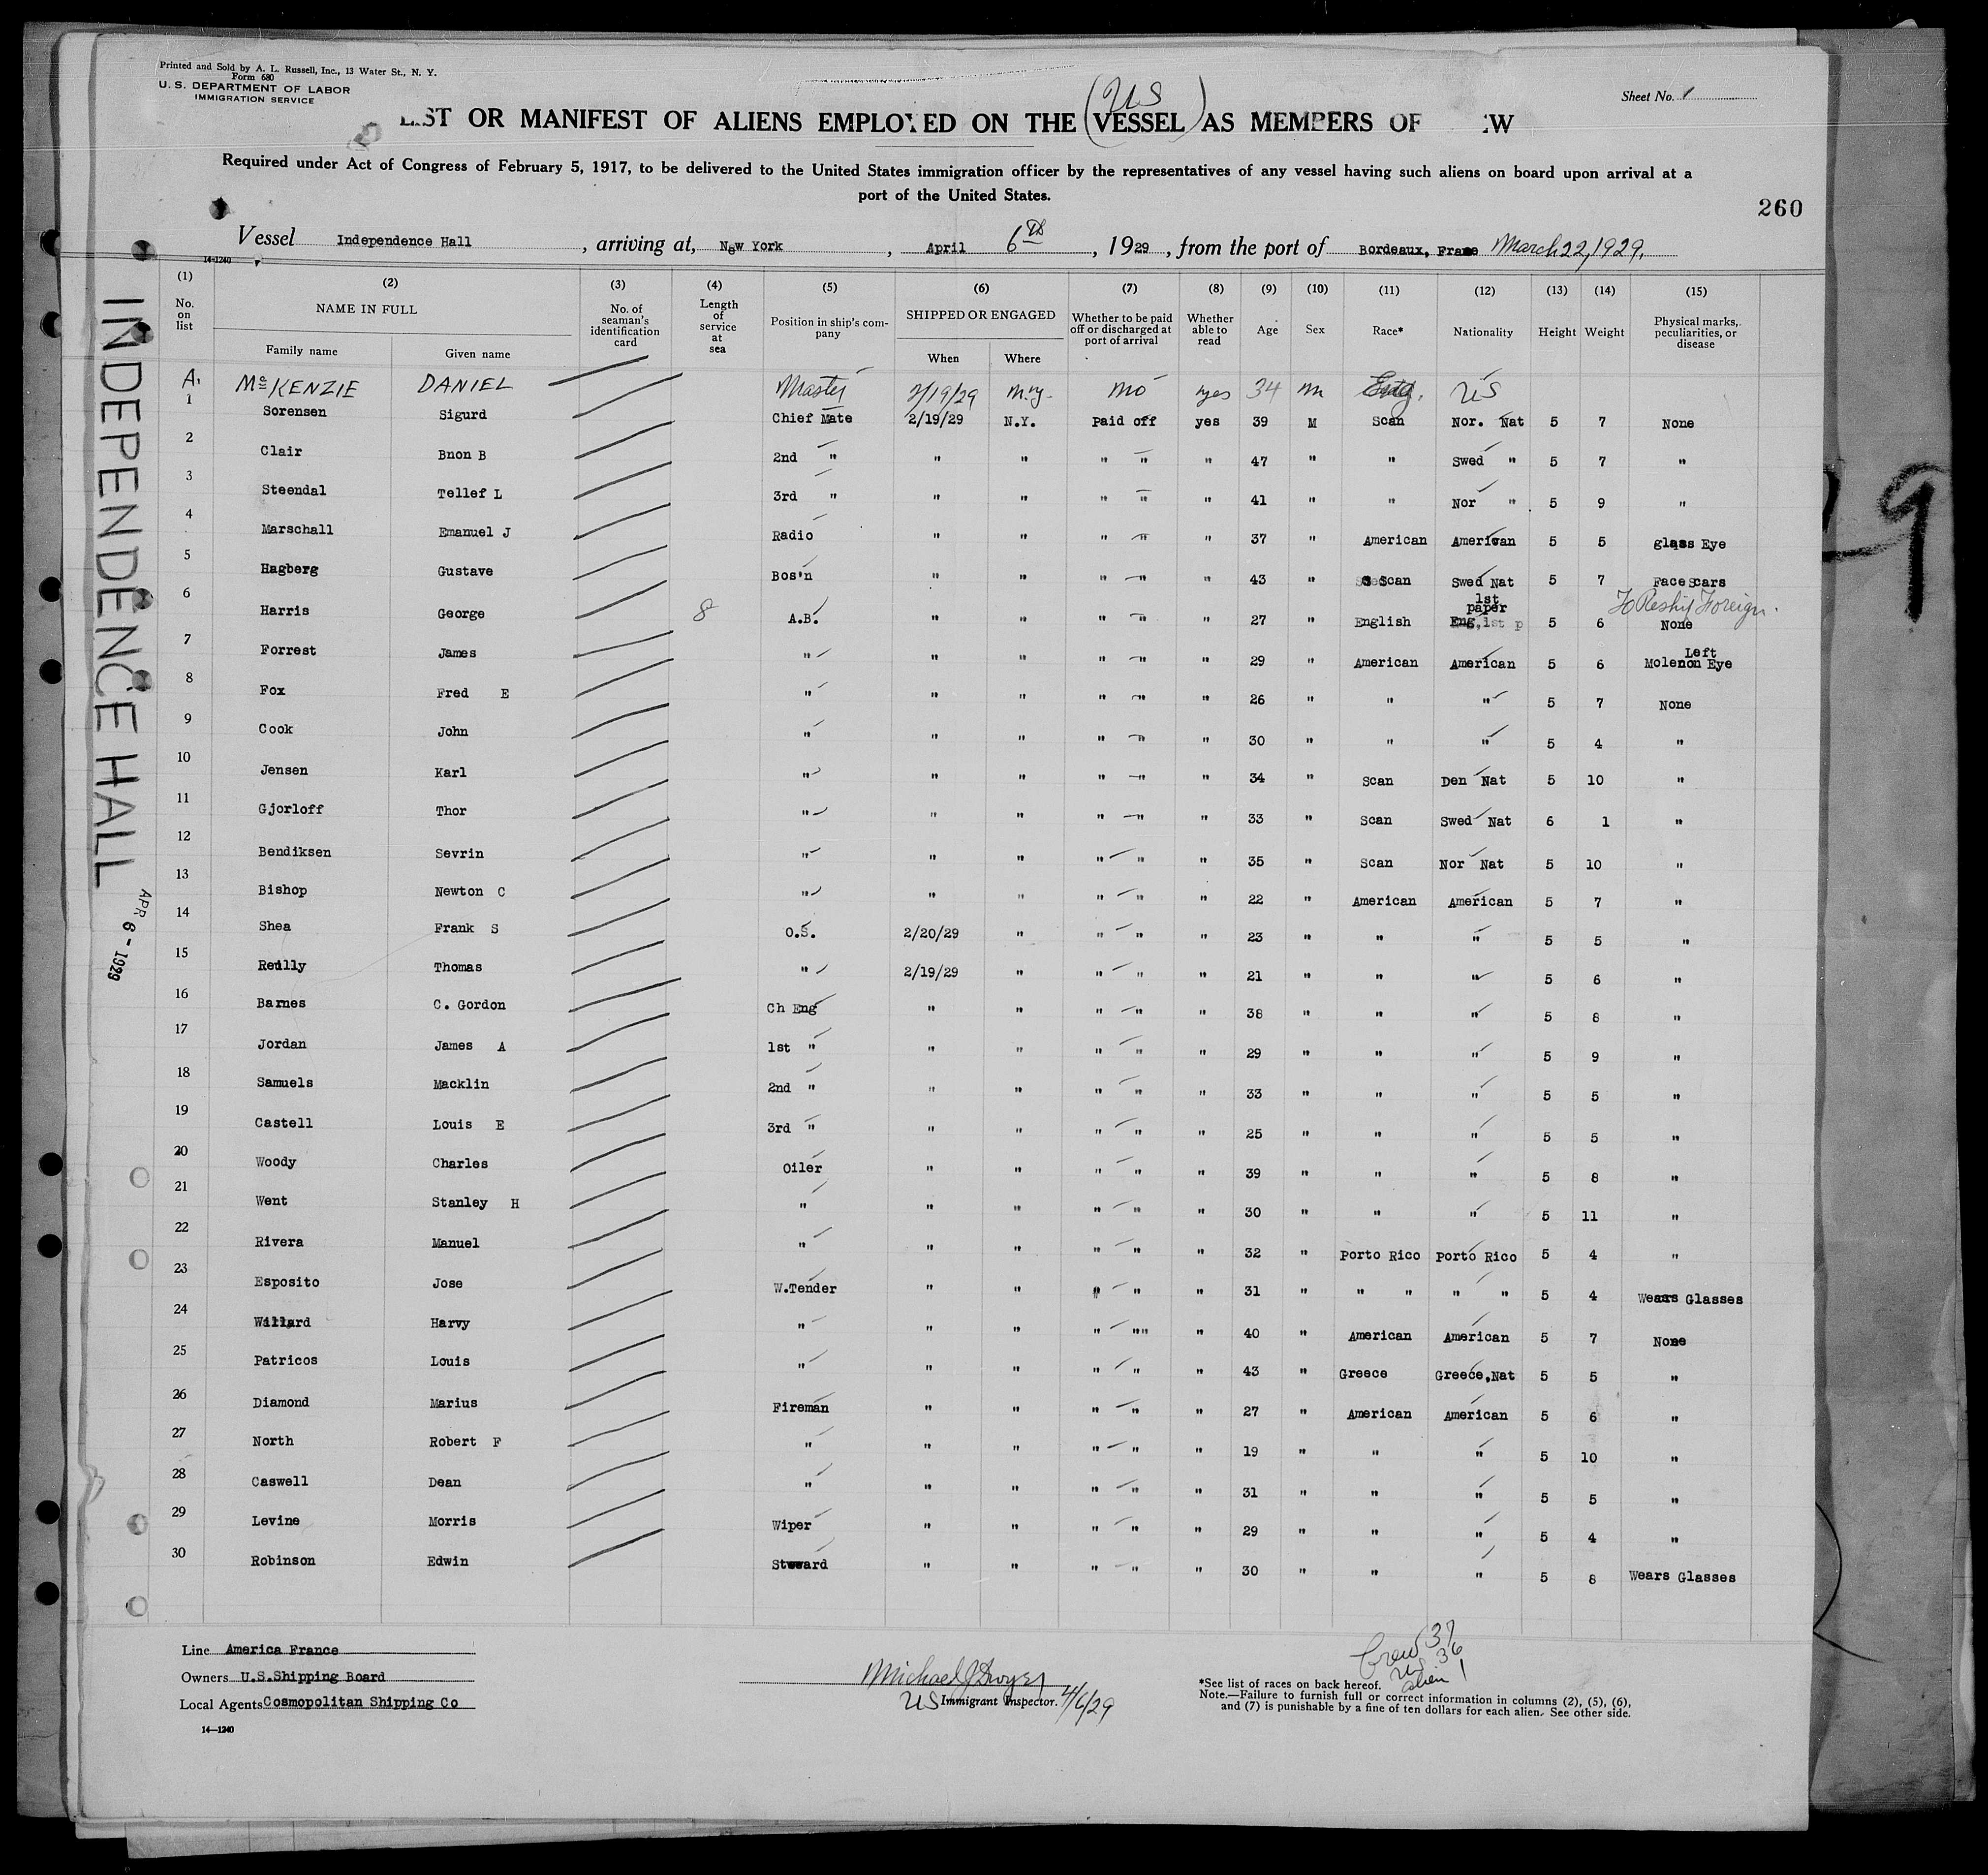 Printed and Sold by A. L. Russell, Inc., 13 Water St., N. Y.
Form 680
U. S. DEPARTMENT OF LABOR
IMMIGRATION SERVICE
Sheet No. 1
(US)
LIST OR MANIFEST OF ALIENS EMPLOYED ON THE (VESSEL) AS MEMBERS OF EW
Required under Act of Congress of February 5, 1917, to be delivered to the United States immigration officer by the representatives of any vessel having such aliens on board upon arrival at a
port of the United States.
260
Vessel Independence Hall, arriving at, New York, April 6th, 1929, from the port of Bordeaux, Frane March 22, 1929.
14-1240
(1) No. on list (2) NAME IN FULL Family name Given name (3) No. of seaman's identification card (4) Length of service at sea (5) Position in ship's company (6) SHIPPED OR ENGAGED When Where (7) Whether to be paid off or discharged at port of arrival (8) Whether able to read (9) Age (10) Sex (11) Race* (12) Nationality (13) Height (14) Weight (15) Physical marks, peculiarities, or disease
A. McKENZIE DANIEL Master 2/19/29 N.Y. no yes 34 m US
1 Sorensen Sigurd Chief Mate 2/19/29 N.Y. Paid off yes 39 M Scan Nor. Nat 5 7 None
2 Clair Bnon B 2nd " " " " " " 47 " " Swed " 5 7 "
3 Steendal Tellef L 3rd " " " " " " 41 " " Nor " 5 9 "
4 Marschall Emanuel J Radio " " " " " 37 " American American 5 5 glass Eye
5 Hagberg Gustave Bos'n " " " " " 43 " Scan Swed Nat 5 7 Face Scars
6 Harris George 8 A.B. " " " " " 27 " English 1st paper Eng, 1st p 5 6 To Reship Foreign. None
7 Forrest James " " " " " " 29 " American American 5 6 Molenon Left Eye
8 Fox Fred E " " " " " " 26 " " " 5 7 None
9 Cook John " " " " " " 30 " " " 5 4 "
10 Jensen Karl " " " " " " 34 " Scan Den Nat 5 10 "
11 Gjorloff Thor " " " " " " 33 " Scan Swed Nat 6 1 "
12 Bendiksen Sevrin " " " " " " 35 " Scan Nor Nat 5 10 "
13 Bishop Newton C " " " " " " 22 " American American 5 7 "
14 Shea Frank S O.S. 2/20/29 " " " " 23 " " " 5 5 "
15 Reilly Thomas " 2/19/29 " " " " 21 " " " 5 6 "
16 Barnes C. Gordon Ch Eng " " " " " 38 " " " 5 8 "
17 Jordan James A 1st " " " " " " 29 " " " 5 9 "
18 Samuels Macklin 2nd " " " " " " 33 " " " 5 5 "
19 Castell Louis E 3rd " " " " " " 25 " " " 5 5 "
20 Woody Charles Oiler " " " " " 39 " " " 5 8 "
21 Went Stanley H " " " " " " 30 " " " 5 11 "
22 Rivera Manuel " " " " " " 32 " Porto Rico Porto Rico 5 4 "
23 Esposito Jose W.Tender " " " " " 31 " " " " " 5 4 Wears Glasses
24 Willard Harvy " " " " "" " 40 " American American 5 7 None
25 Patricos Louis " " " " " " 43 " Greece Greece,Nat 5 5 "
26 Diamond Marius Fireman " " " " " 27 " American American 5 6 "
27 North Robert F " " " " " " 19 " " " 5 10 "
28 Caswell Dean " " " " " " 31 " " " 5 5 "
29 Levine Morris Wiper " " " " " 29 " " " 5 4 "
30 Robinson Edwin Steward " " " " " 30 " " " 5 8 Wears Glasses
INDEPENDENCE HALL
APR 6 - 1929
Line America France
Owners U.S.Shipping Board
Local Agents Cosmopolitan Shipping Co
14—1240
Michael J Dwyer
US Immigrant Inspector. 4/6/29
Crew 37
US 36
alien 1
*See list of races on back hereof.
Note.—Failure to furnish full or correct information in columns (2), (5), (6),
and (7) is punishable by a fine of ten dollars for each alien. See other side.
9